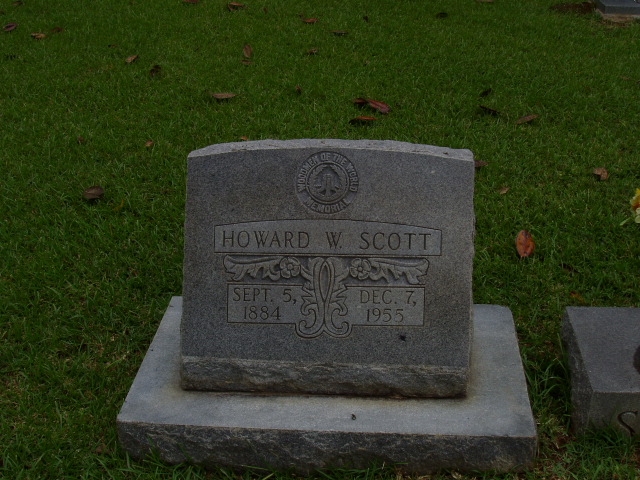 WOODMEN OF THE WORLD
MEMORIAL
HOWARD W. SCOTT
SEPT. 5, DEC. 7,
1884 1955